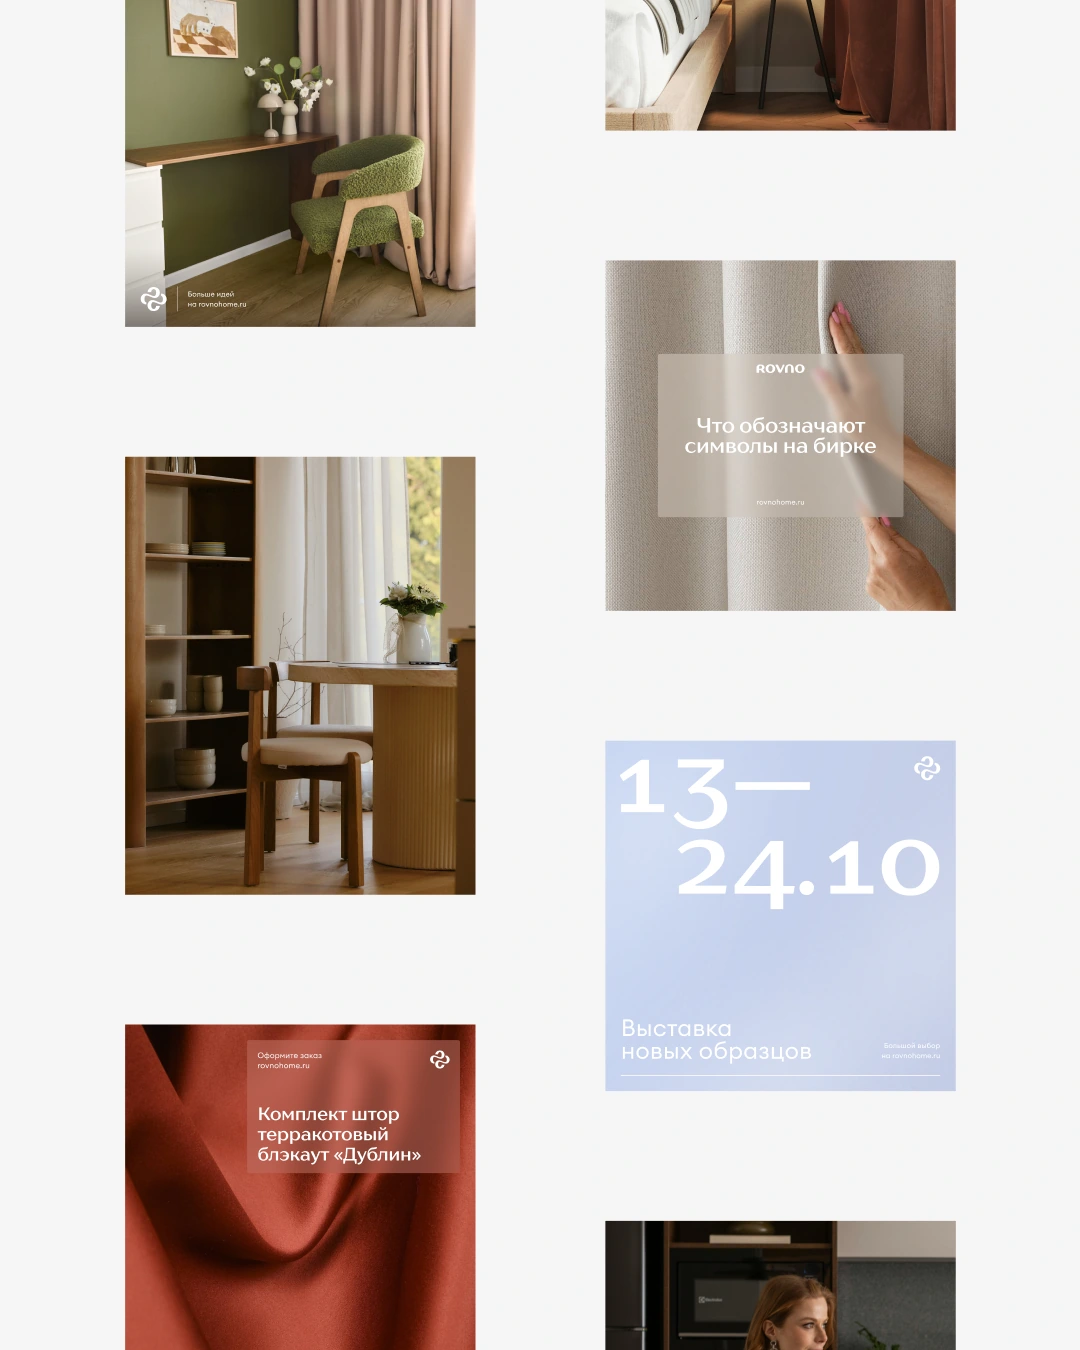 Больше идей
на rovnohome.ru
ROVNO
Что обозначают
символы на бирке
rovnohome.ru
13—
24.10
Выставка
новых образцов
Большой выбор
на rovnohome.ru
Оформите заказ
rovnohome.ru
Комплект штор
терракотовый
блэкаут «Дублин»